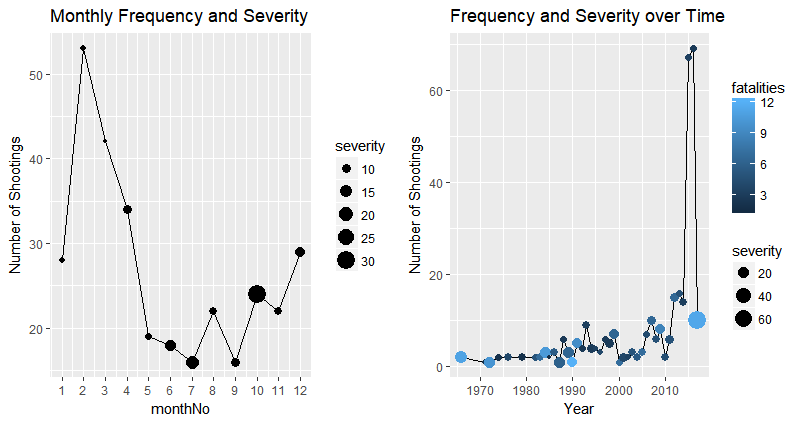 Monthly Frequency and Severity
Number of Shootings
50
40
30
20
1 2 3 4 5 6 7 8 9 10 11 12
monthNo
severity
10
15
20
25
30
Frequency and Severity over Time
Number of Shootings
60
40
20
0
1970 1980 1990 2000 2010
Year
fatalities
12
9
6
3
severity
20
40
60